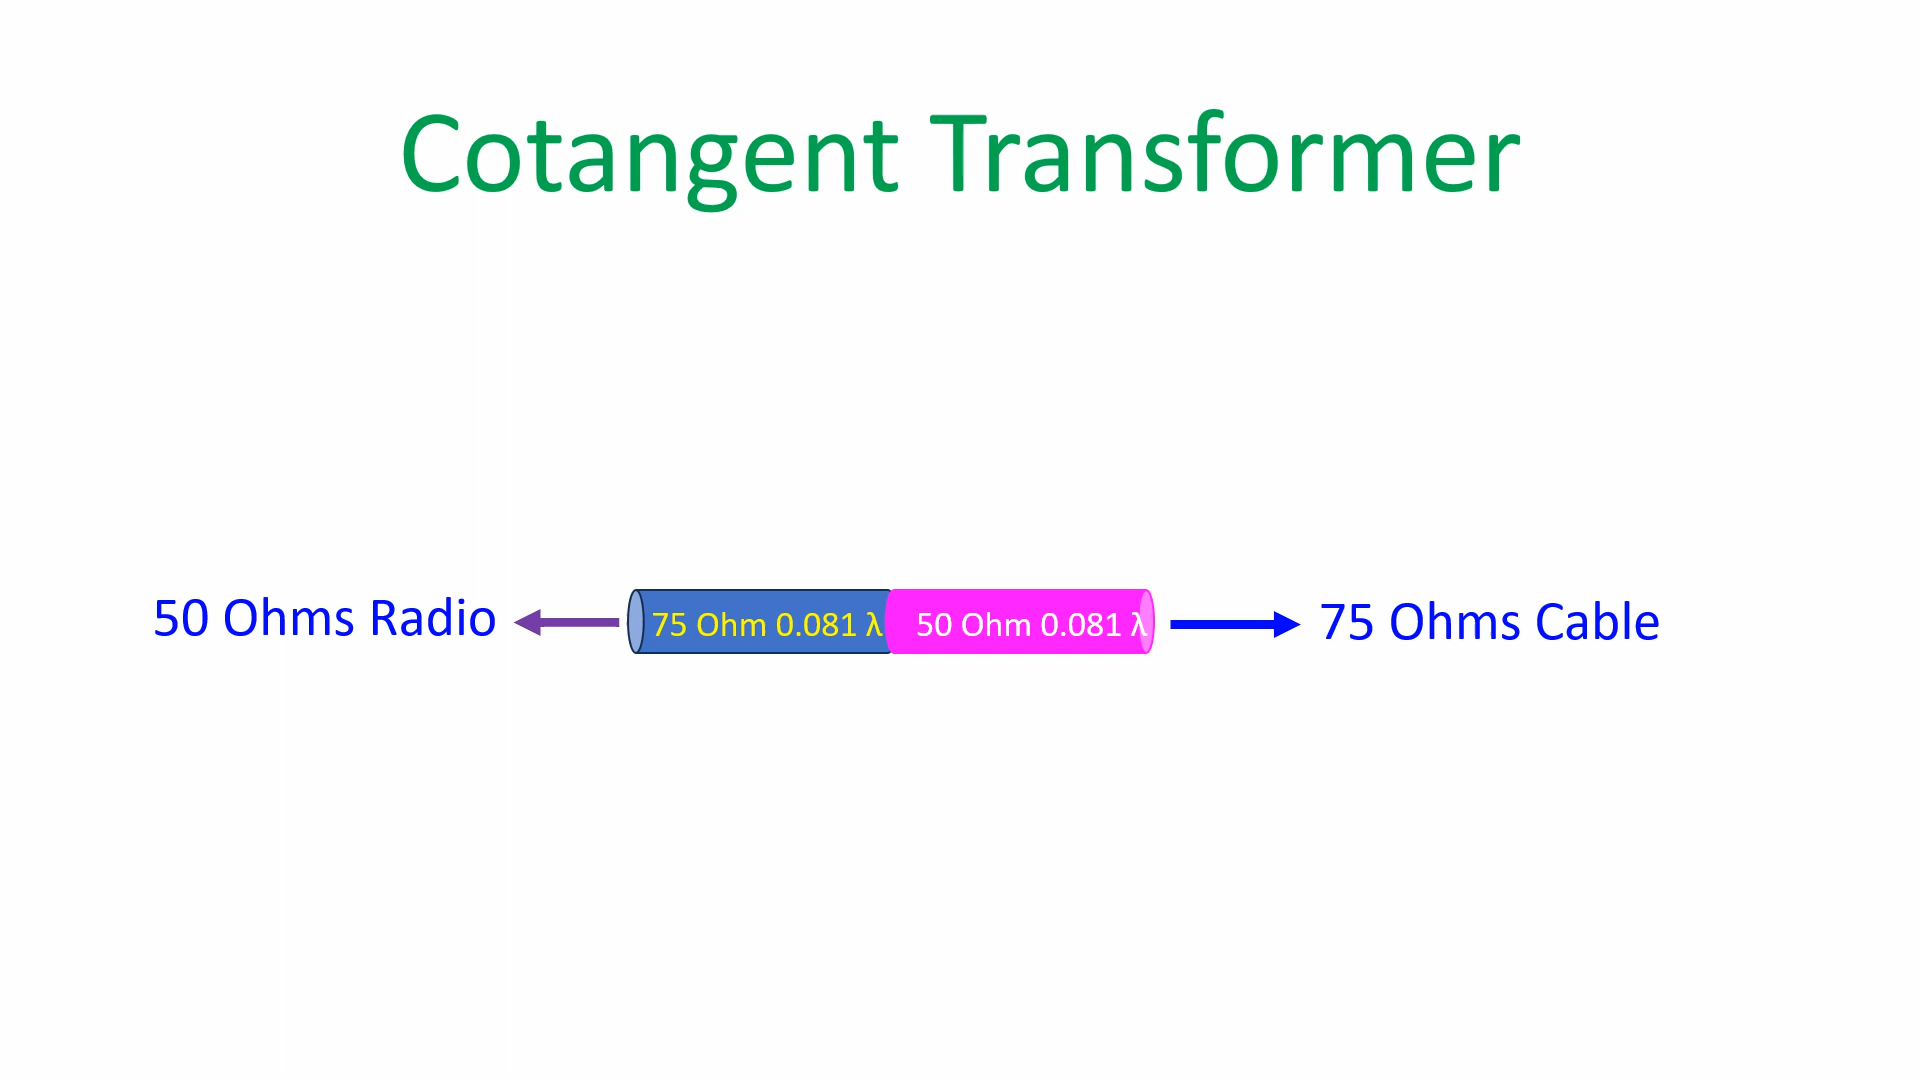 Cotangent Transformer
50 Ohms Radio
75 Ohm 0.081 λ
50 Ohm 0.081 λ
75 Ohms Cable